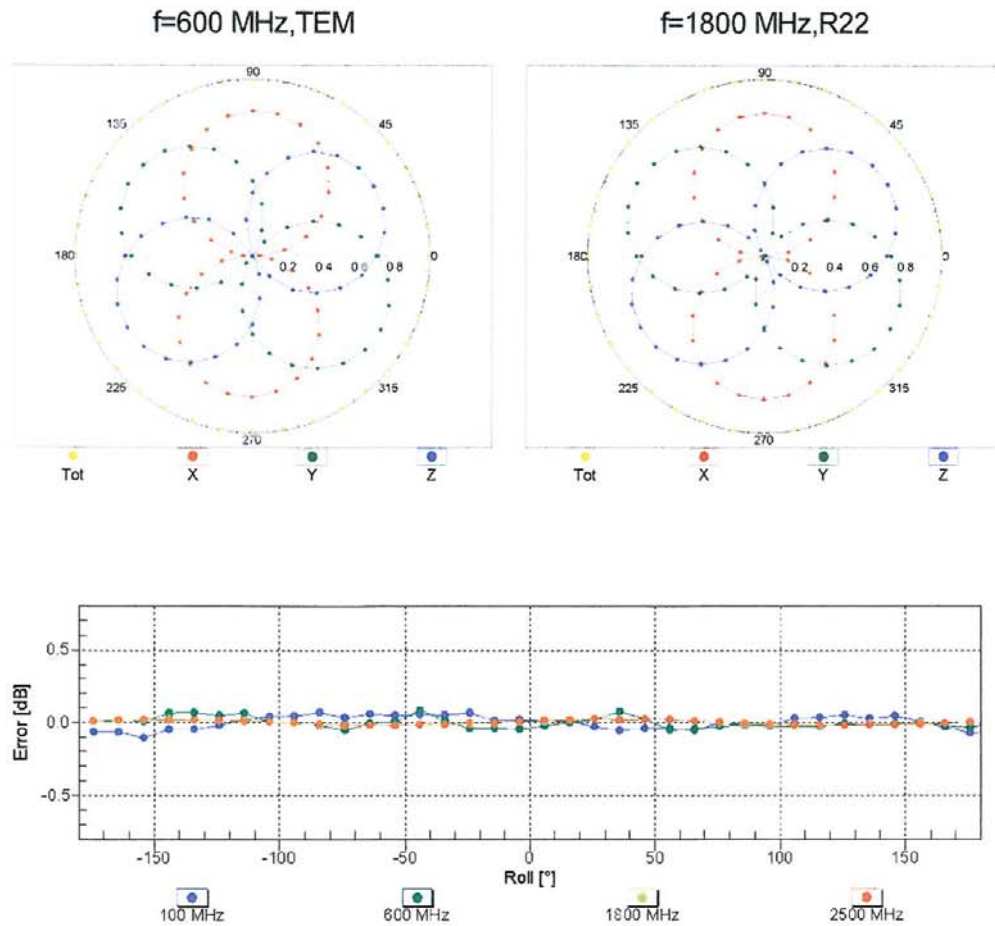 f=600 MHz,TEM
f=1800 MHz,R22
90
135
45
180
0.2 0.4 0.6 0.8
0
225
315
270
Tot X Y Z
90
135
45
180
0.2 0.4 0.6 0.8
0
225
315
270
Tot X Y Z
Error [dB]
0.5
0.0
-0.5
-150 -100 -50 0 50 100 150
Roll [°]
100 MHz 600 MHz 1800 MHz 2500 MHz